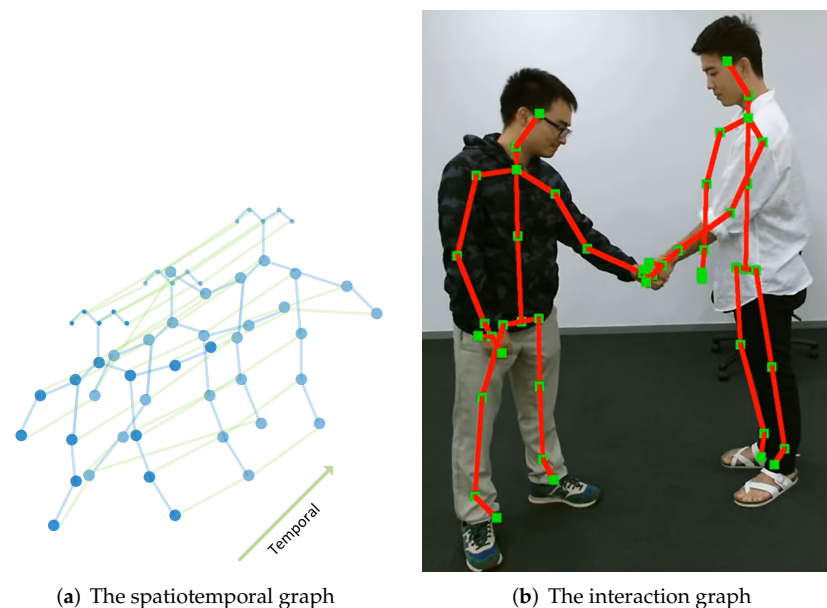 Temporal
(a) The spatiotemporal graph
(b) The interaction graph